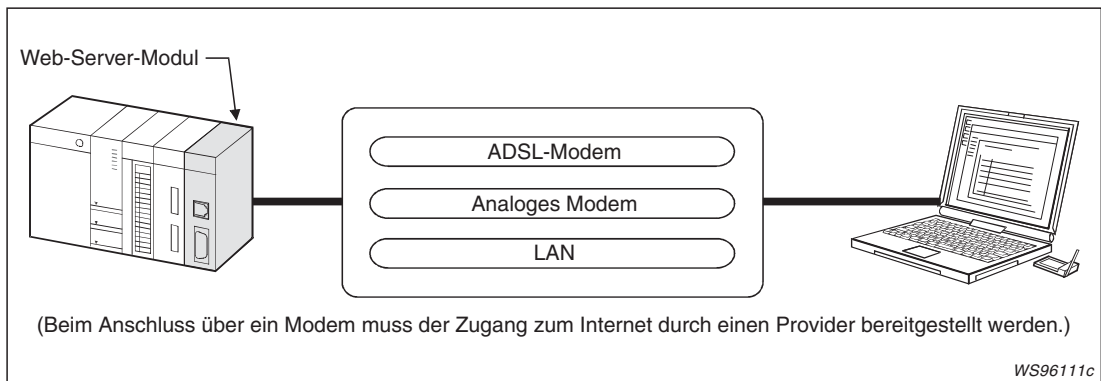 Web-Server-Modul
ADSL-Modem
Analoges Modem
LAN
(Beim Anschluss über ein Modem muss der Zugang zum Internet durch einen Provider bereitgestellt werden.)
WS96111c